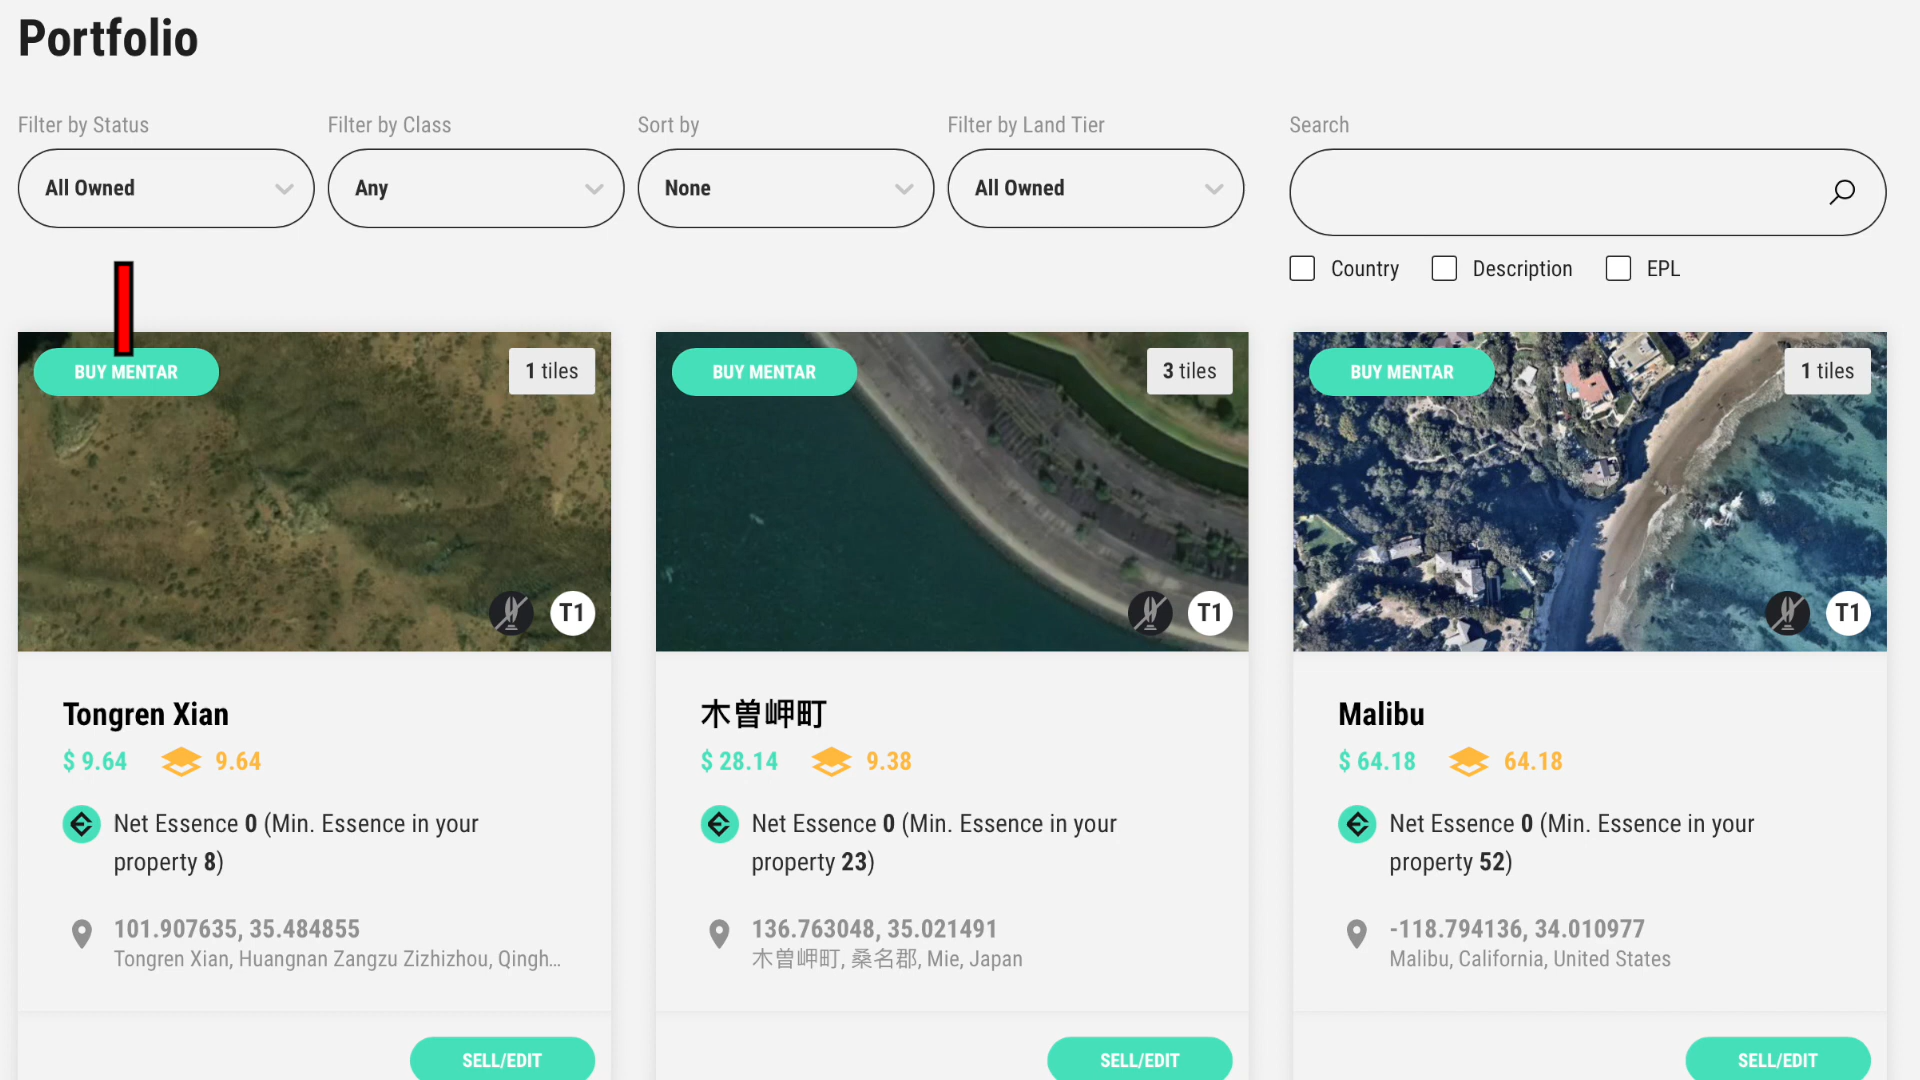 Portfolio
Filter by Status
Filter by Class
Sort by
Filter by Land Tier
Search
All Owned
Any
None
All Owned
Country
Description
EPL
BUY MENTAR
1 tiles
T1
Tongren Xian
$ 9.64
9.64
Net Essence 0 (Min. Essence in your
property 8)
101.907635, 35.484855
Tongren Xian, Huangnan Zangzu Zizhizhou, Qingh...
SELL/EDIT
BUY MENTAR
3 tiles
T1
木曽岬町
$ 28.14
9.38
Net Essence 0 (Min. Essence in your
property 23)
136.763048, 35.021491
木曽岬町, 桑名郡, Mie, Japan
SELL/EDIT
BUY MENTAR
1 tiles
T1
Malibu
$ 64.18
64.18
Net Essence 0 (Min. Essence in your
property 52)
-118.794136, 34.010977
Malibu, California, United States
SELL/EDIT